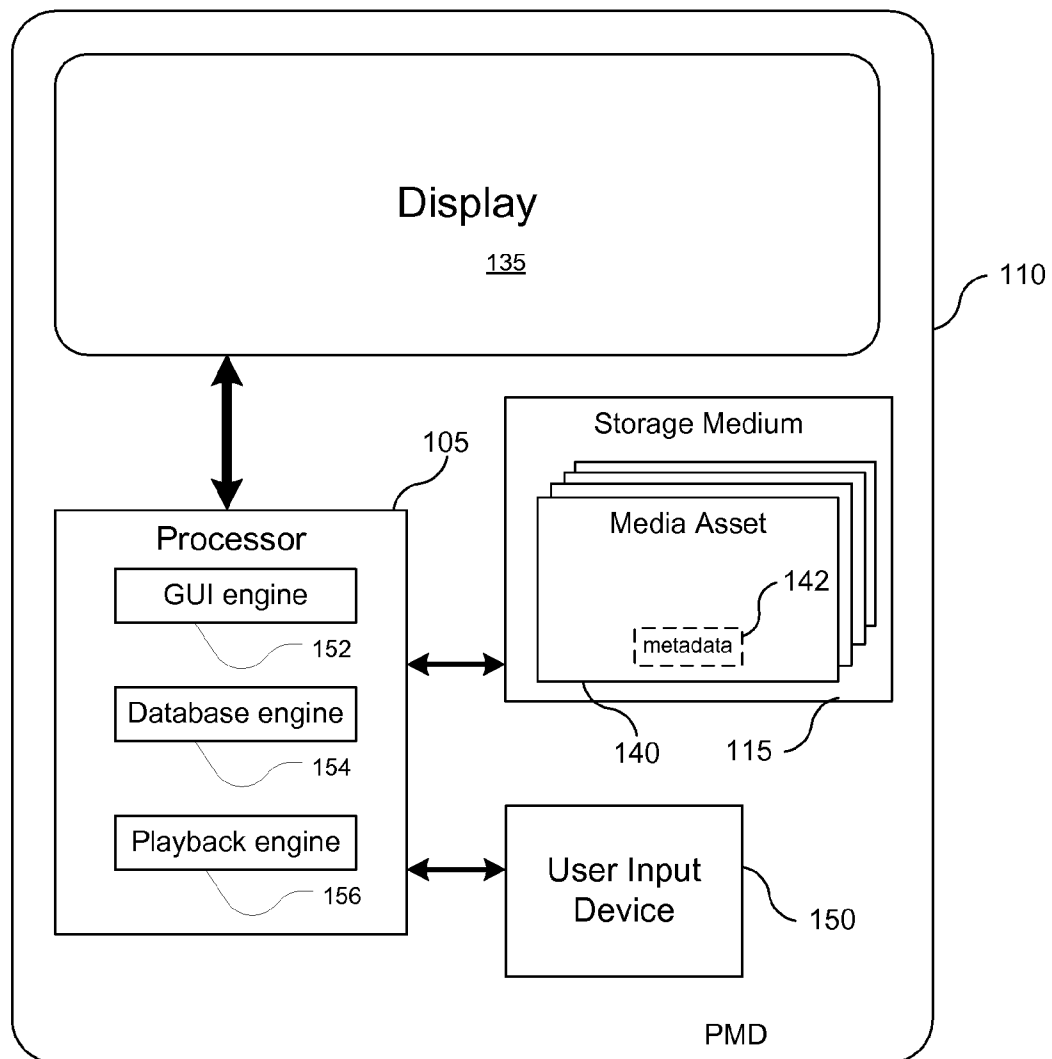 Display
135
110
Storage Medium
105
Processor
Media Asset
GUI engine
142
metadata
152
Database engine
154
140
115
Playback engine
156
User Input
Device
150
PMD